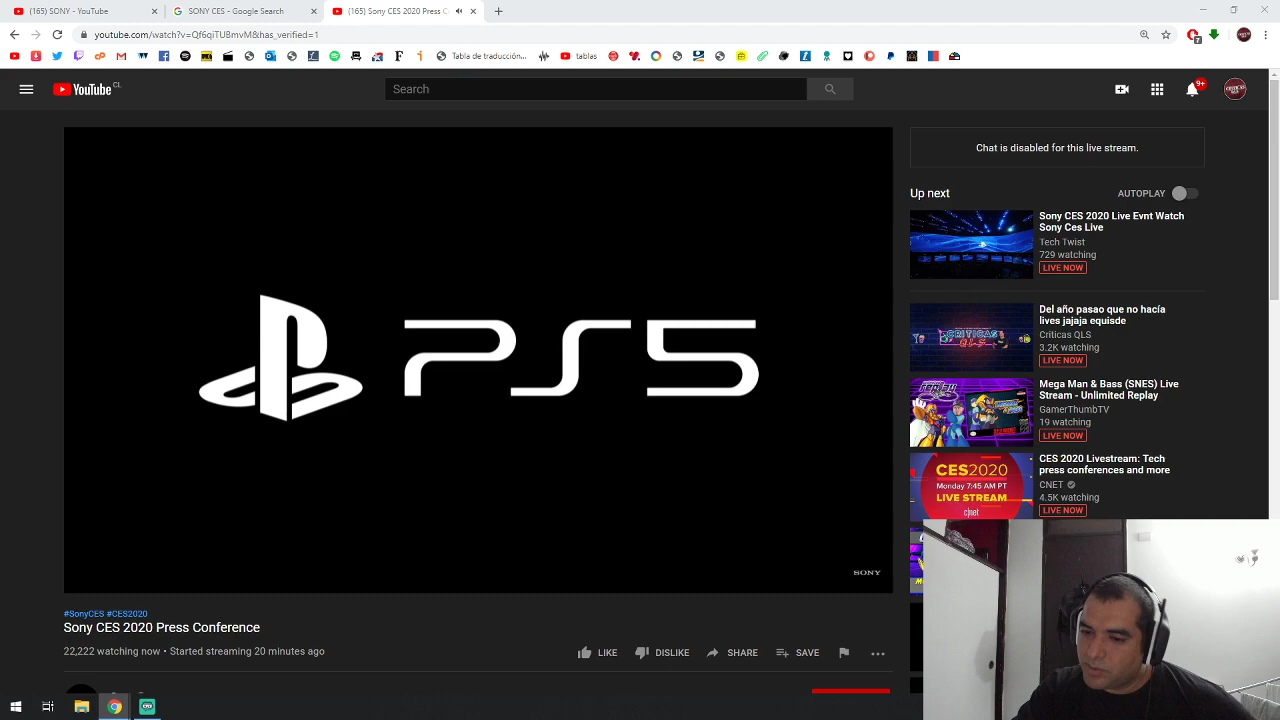 (165) SONY - YouTube
SONY CES - Google Search
(165) Sony CES 2020 Press C
youtube.com/watch?v=Qf6qiTUBmvM&has_verified=1
7
Tabla de traducción...
tablas
YouTube CL
Search
9+
PS5
SONY
Chat is disabled for this live stream.
Up next
AUTOPLAY
Sony CES 2020 Live Evnt Watch
Sony Ces Live
Tech Twist
729 watching
LIVE NOW
CRITICAS
QLS
Del año pasao que no hacía
lives jajaja equisde
Criticas QLS
3.2K watching
LIVE NOW
Mega Man & Bass (SNES) Live
Stream - Unlimited Replay
GamerThumbTV
19 watching
LIVE NOW
CES2020
Monday 7:45 AM PT
LIVE STREAM
c|net
CES 2020 Livestream: Tech
press conferences and more
CNET
4.5K watching
LIVE NOW
#SonyCES #CES2020
Sony CES 2020 Press Conference
22,222 watching now • Started streaming 20 minutes ago
LIKE
DISLIKE
SHARE
SAVE